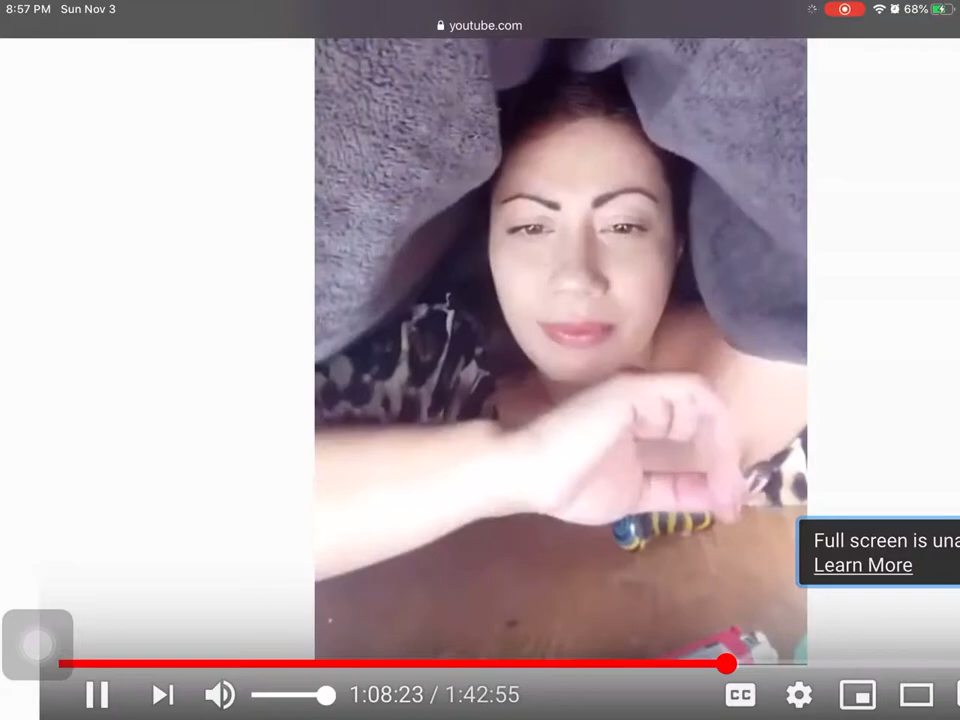 8:57 PM Sun Nov 3
68%
youtube.com
Full screen is una
Learn More
1:08:23 / 1:42:55
CC